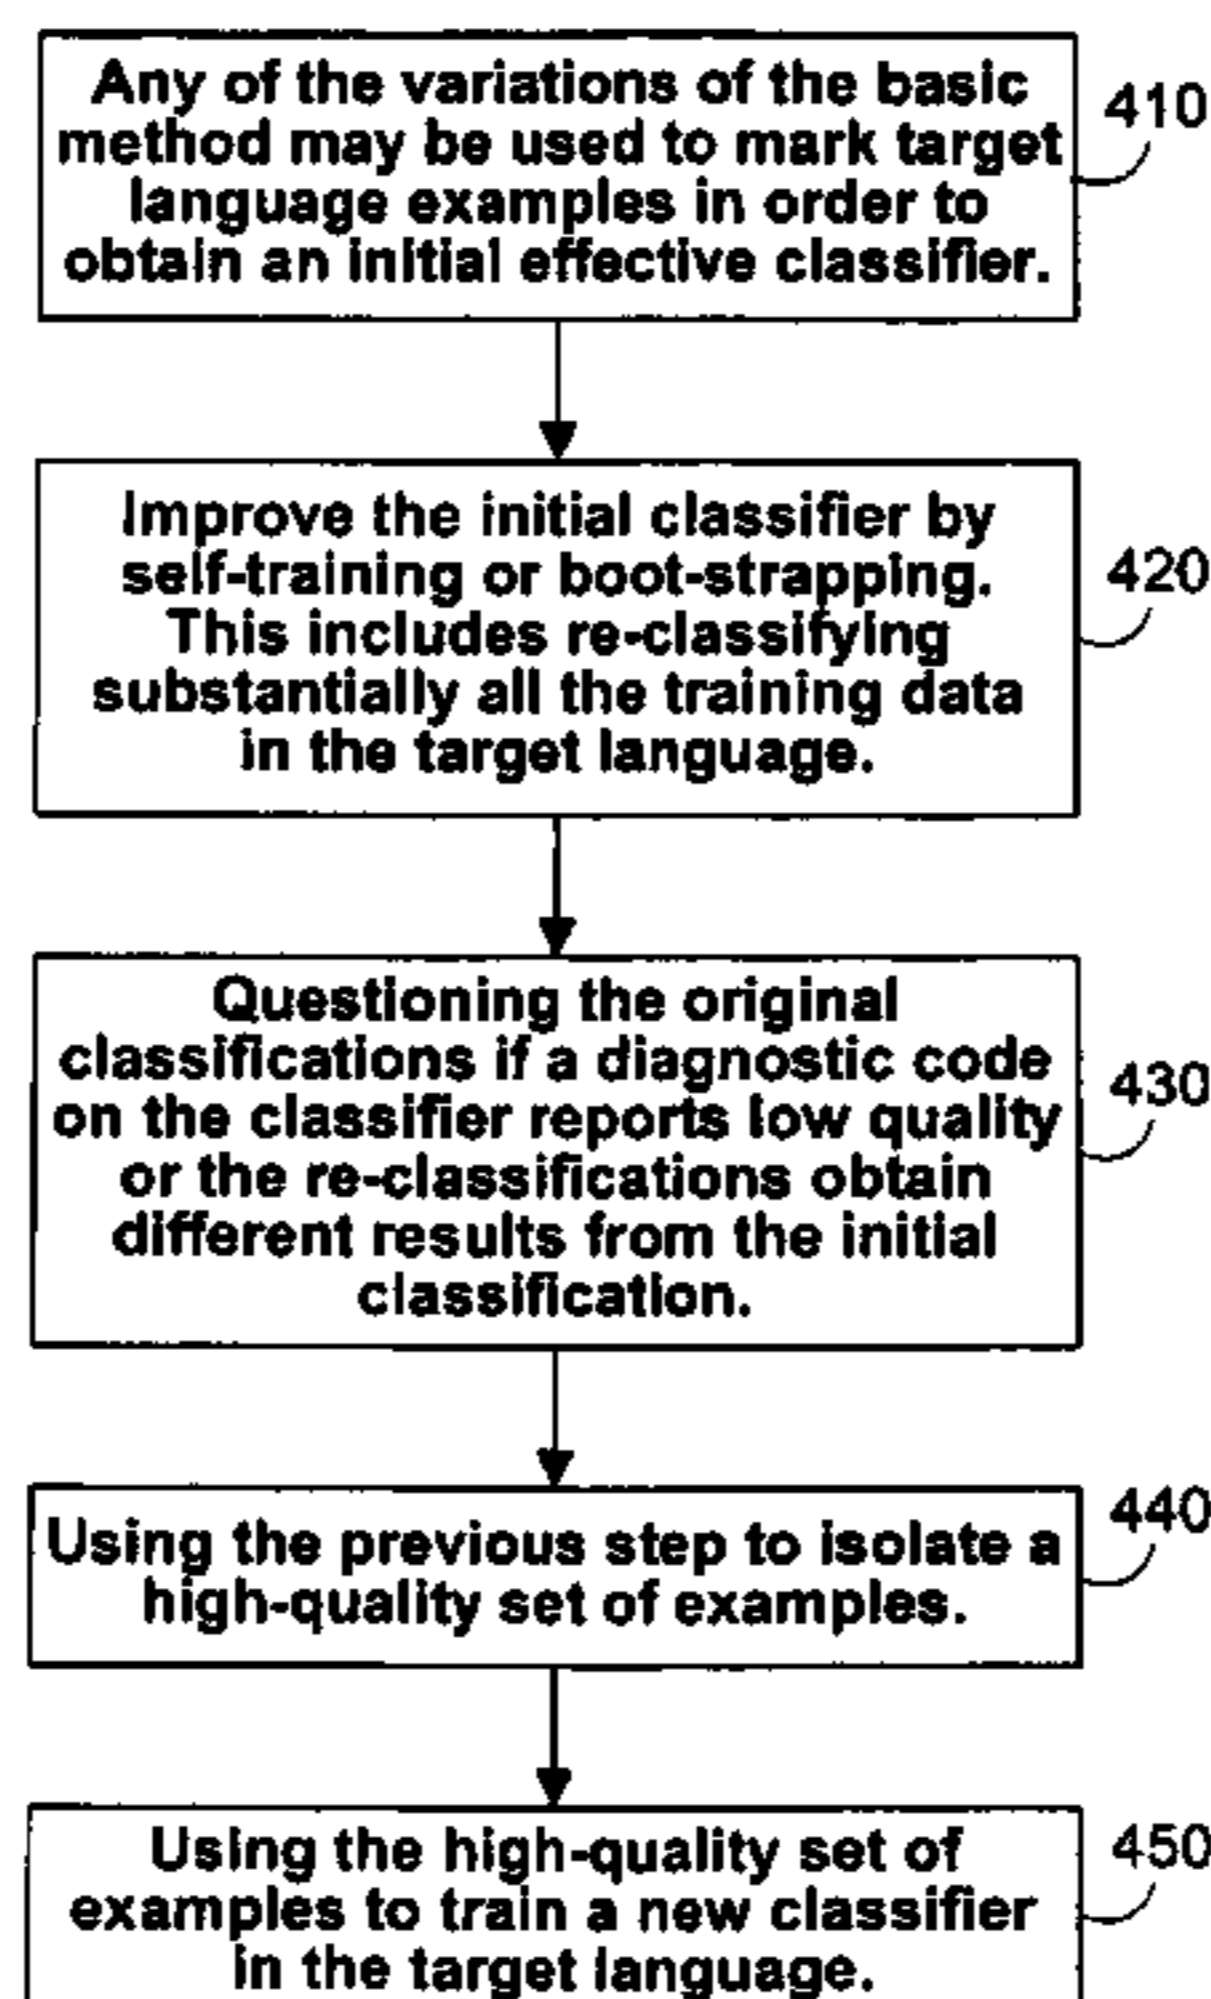 Any of the variations of the basic
method may be used to mark target
language examples in order to
obtain an initial effective classifier.
410
Improve the initial classifier by
self-training or boot-strapping.
This includes re-classifying
substantially all the training data
in the target language.
420
Questioning the original
classifications if a diagnostic code
on the classifier reports low quality
or the re-classifications obtain
different results from the initial
classification.
430
Using the previous step to isolate a
high-quality set of examples.
440
Using the high-quality set of
examples to train a new classifier
in the target language.
450